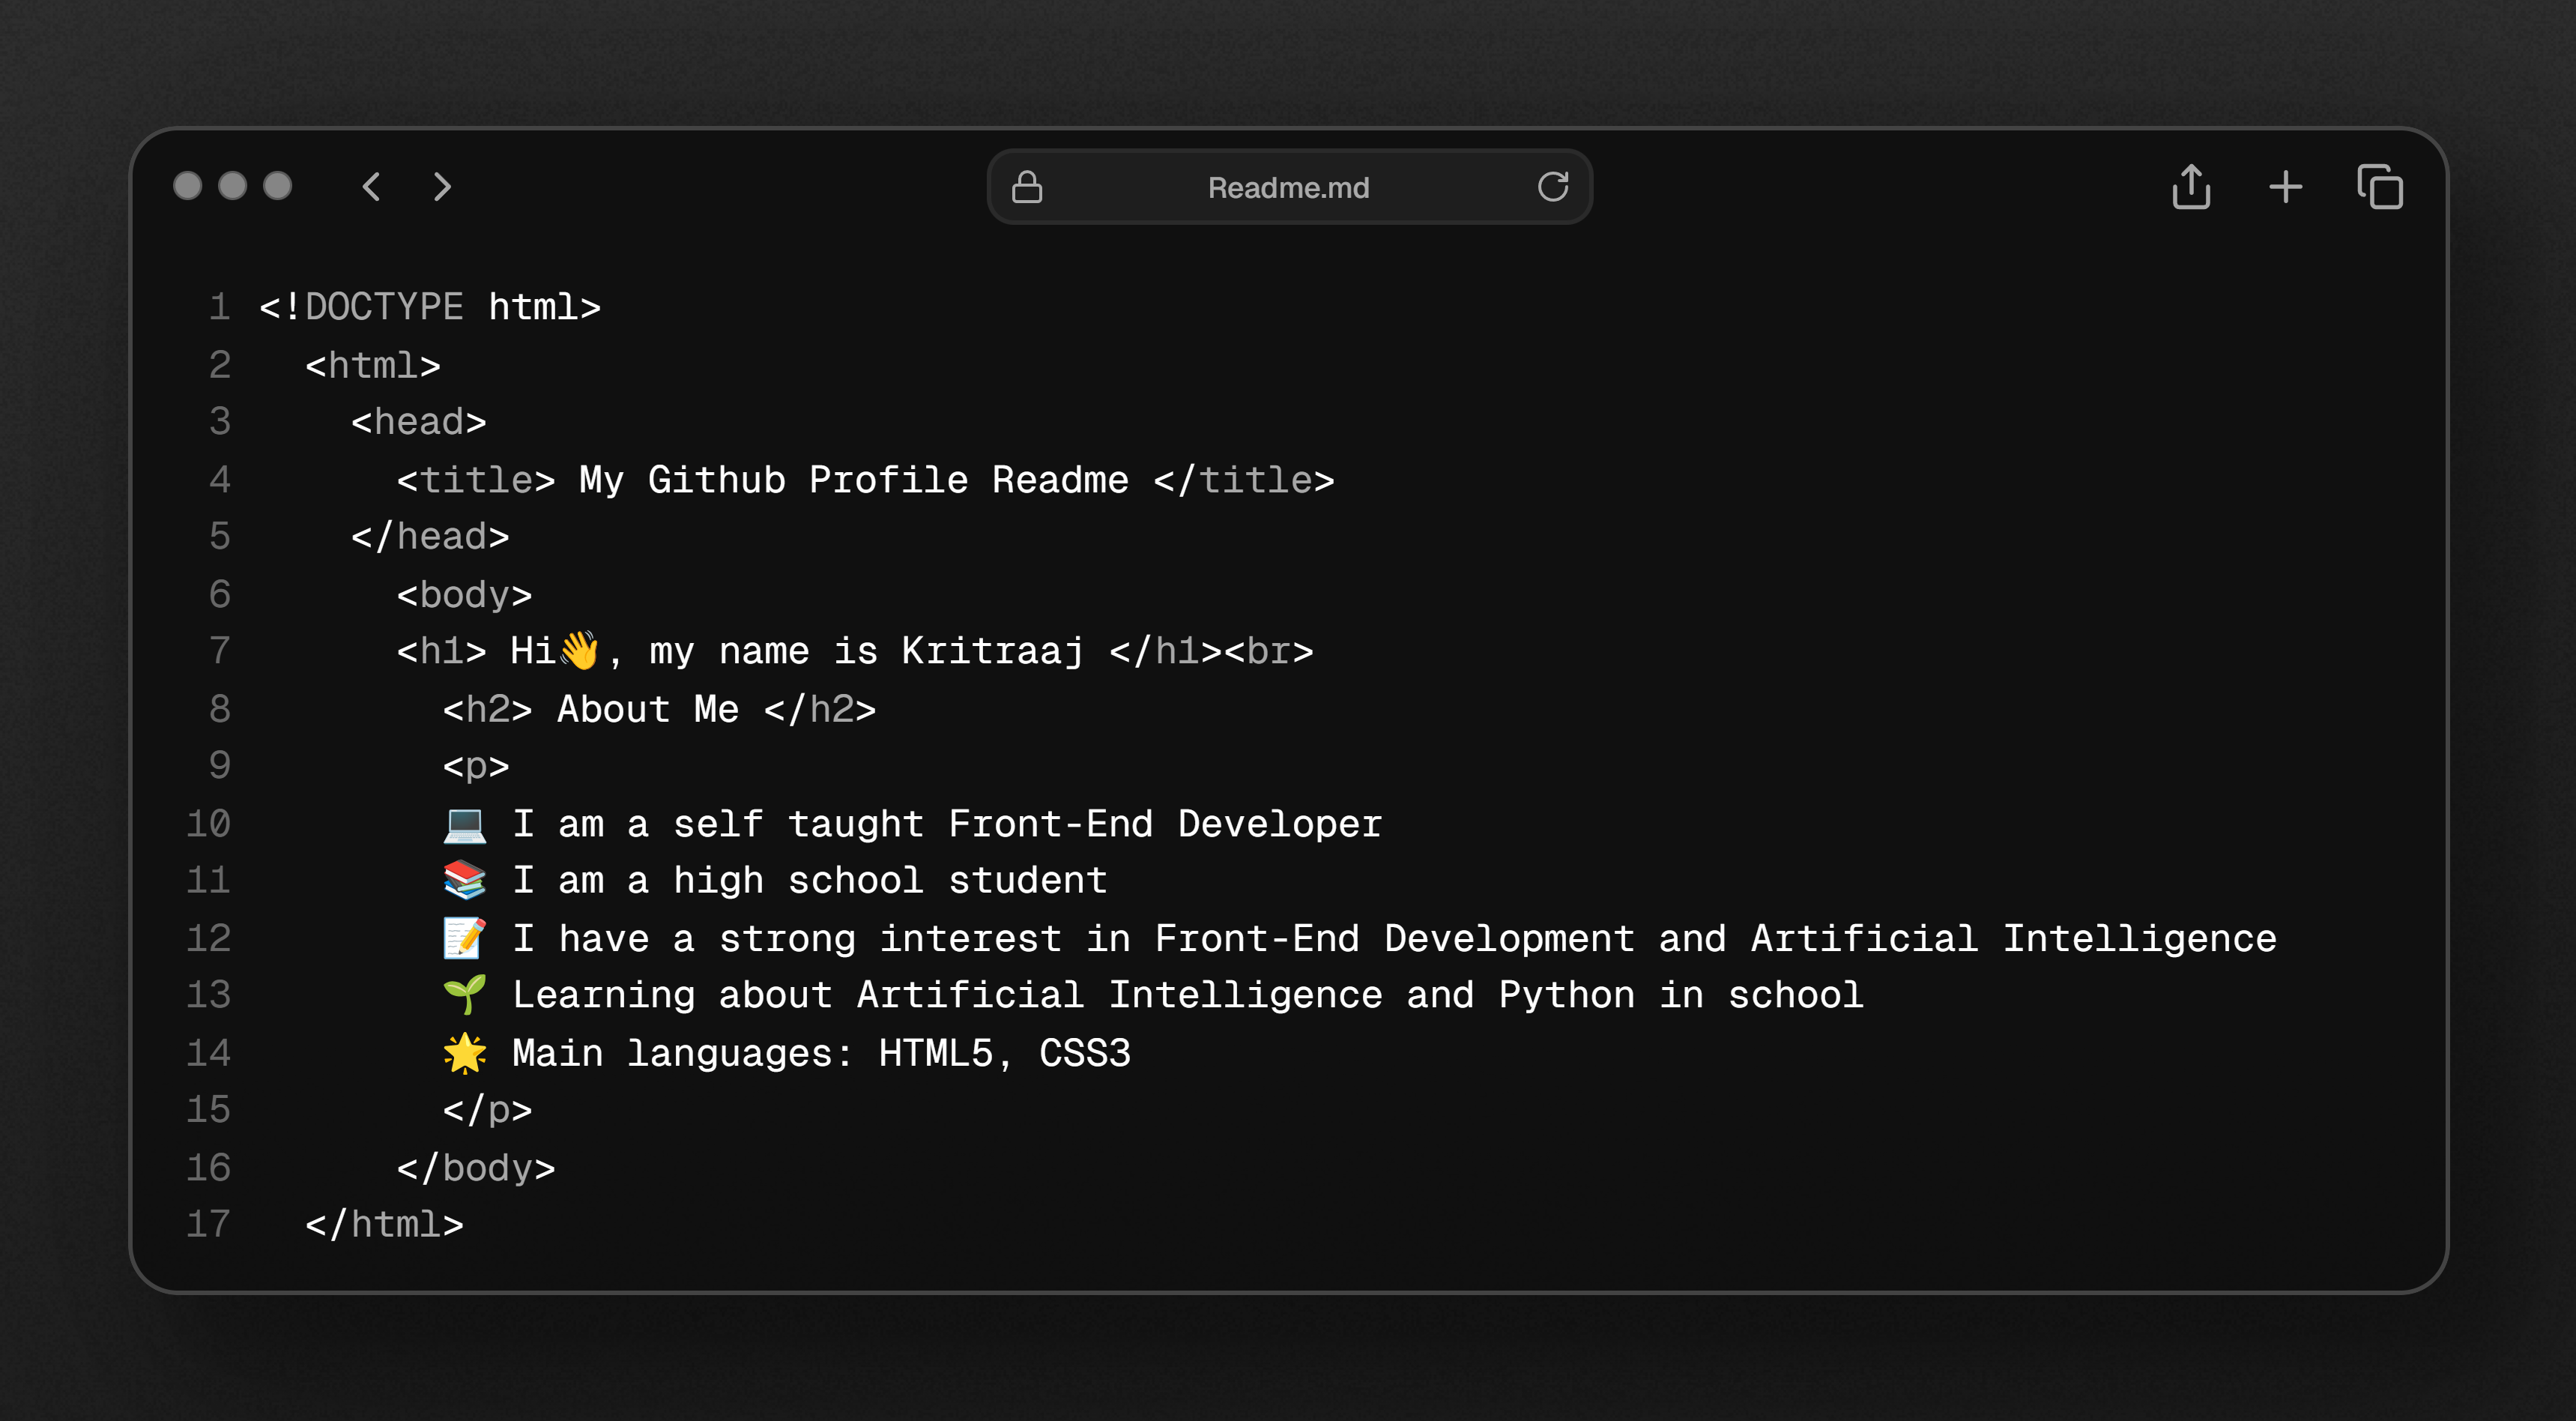 Readme.md
1 <!DOCTYPE html>
2   <html>
3     <head>
4       <title> My Github Profile Readme </title>
5     </head>
6       <body>
7       <h1> Hi👋, my name is Kritraaj </h1><br>
8         <h2> About Me </h2>
9         <p>
10         💻 I am a self taught Front-End Developer
11         📚 I am a high school student
12         📝 I have a strong interest in Front-End Development and Artificial Intelligence
13         🌱 Learning about Artificial Intelligence and Python in school
14         🌟 Main languages: HTML5, CSS3
15         </p>
16       </body>
17   </html>